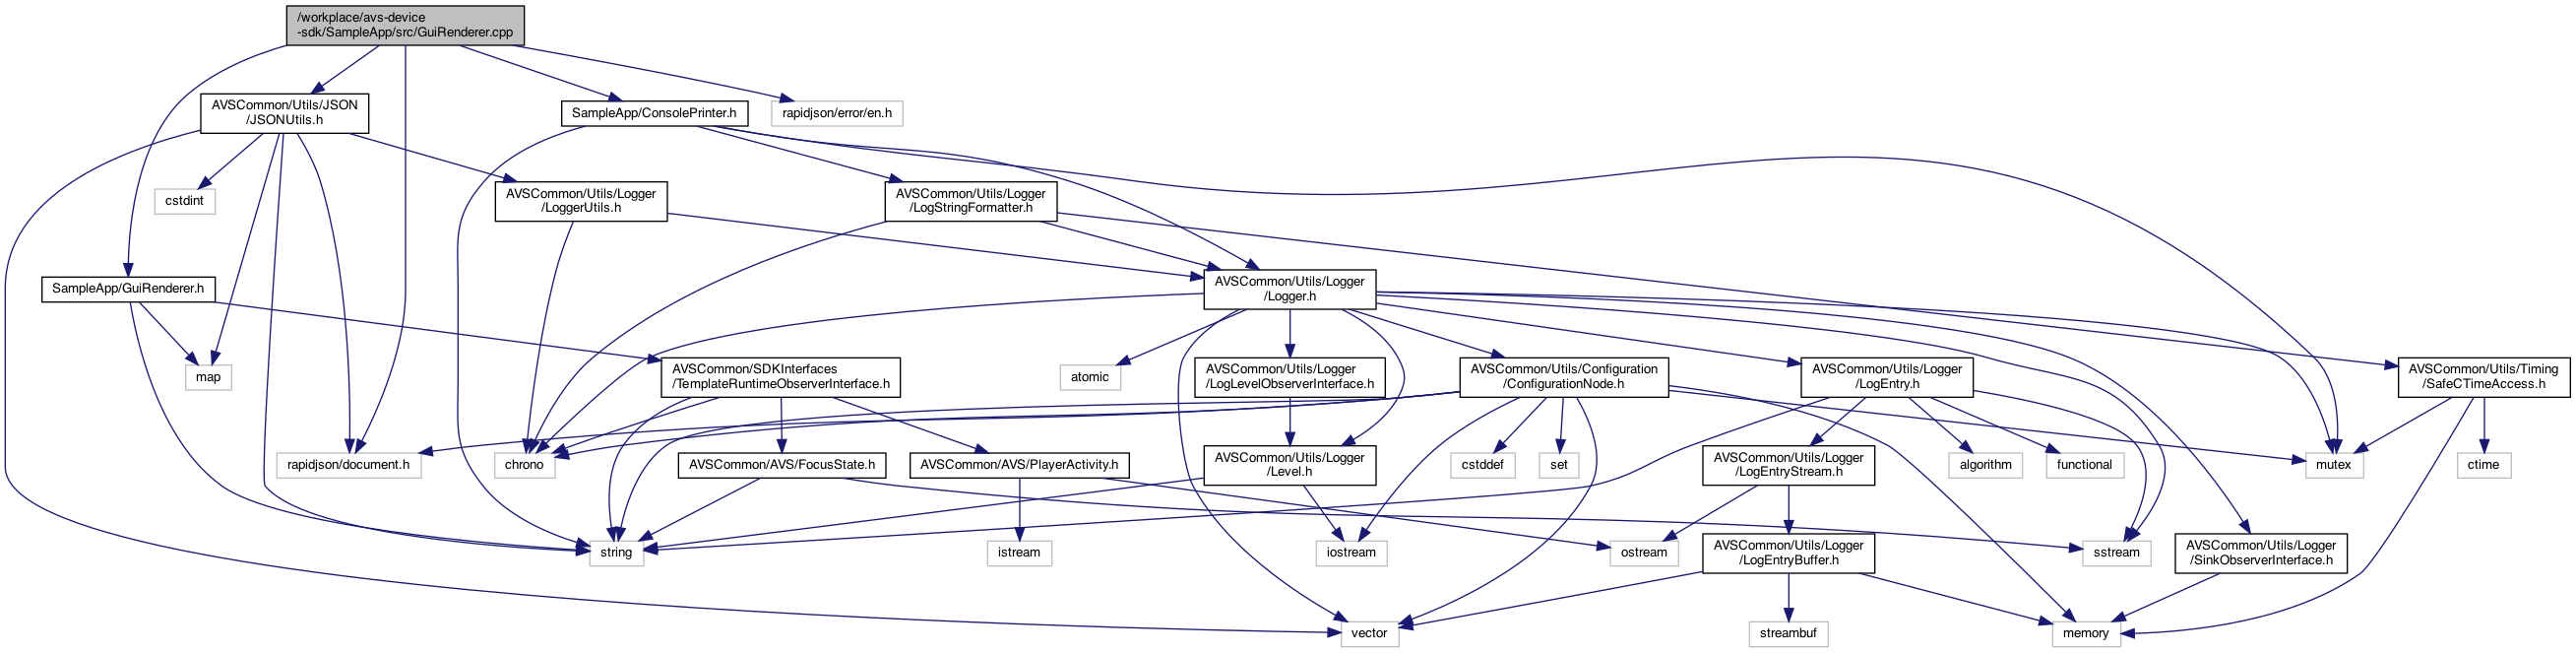 /workplace/avs-device
-sdk/SampleApp/src/GuiRenderer.cpp
AVSCommon/Utils/JSON
/JSONUtils.h
SampleApp/ConsolePrinter.h
rapidjson/error/en.h
cstdint
AVSCommon/Utils/Logger
/LoggerUtils.h
AVSCommon/Utils/Logger
/LogStringFormatter.h
SampleApp/GuiRenderer.h
AVSCommon/Utils/Logger
/Logger.h
map
AVSCommon/SDKInterfaces
/TemplateRuntimeObserverInterface.h
atomic
AVSCommon/Utils/Logger
/LogLevelObserverInterface.h
AVSCommon/Utils/Configuration
/ConfigurationNode.h
AVSCommon/Utils/Logger
/LogEntry.h
AVSCommon/Utils/Timing
/SafeCTimeAccess.h
rapidjson/document.h
chrono
AVSCommon/AVS/FocusState.h
AVSCommon/AVS/PlayerActivity.h
AVSCommon/Utils/Logger
/Level.h
cstddef
set
AVSCommon/Utils/Logger
/LogEntryStream.h
algorithm
functional
mutex
ctime
string
istream
iostream
ostream
AVSCommon/Utils/Logger
/LogEntryBuffer.h
sstream
AVSCommon/Utils/Logger
/SinkObserverInterface.h
vector
streambuf
memory